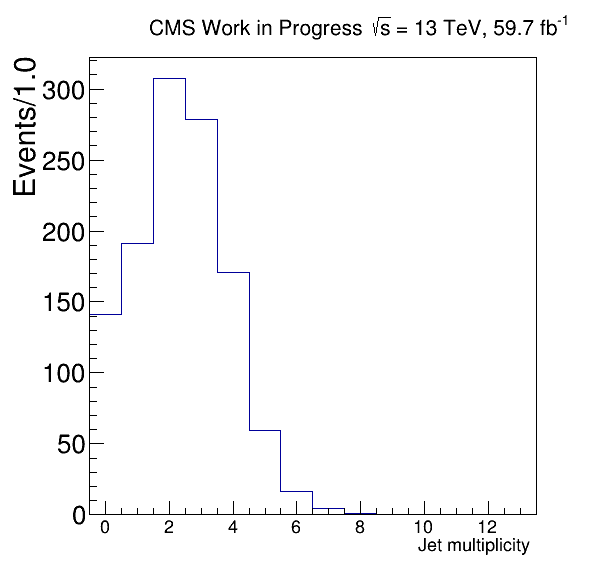 CMS Work in Progress √s = 13 TeV, 59.7 fb⁻¹
Events/1.0
300
250
200
150
100
50
0
0 2 4 6 8 10 12
Jet multiplicity